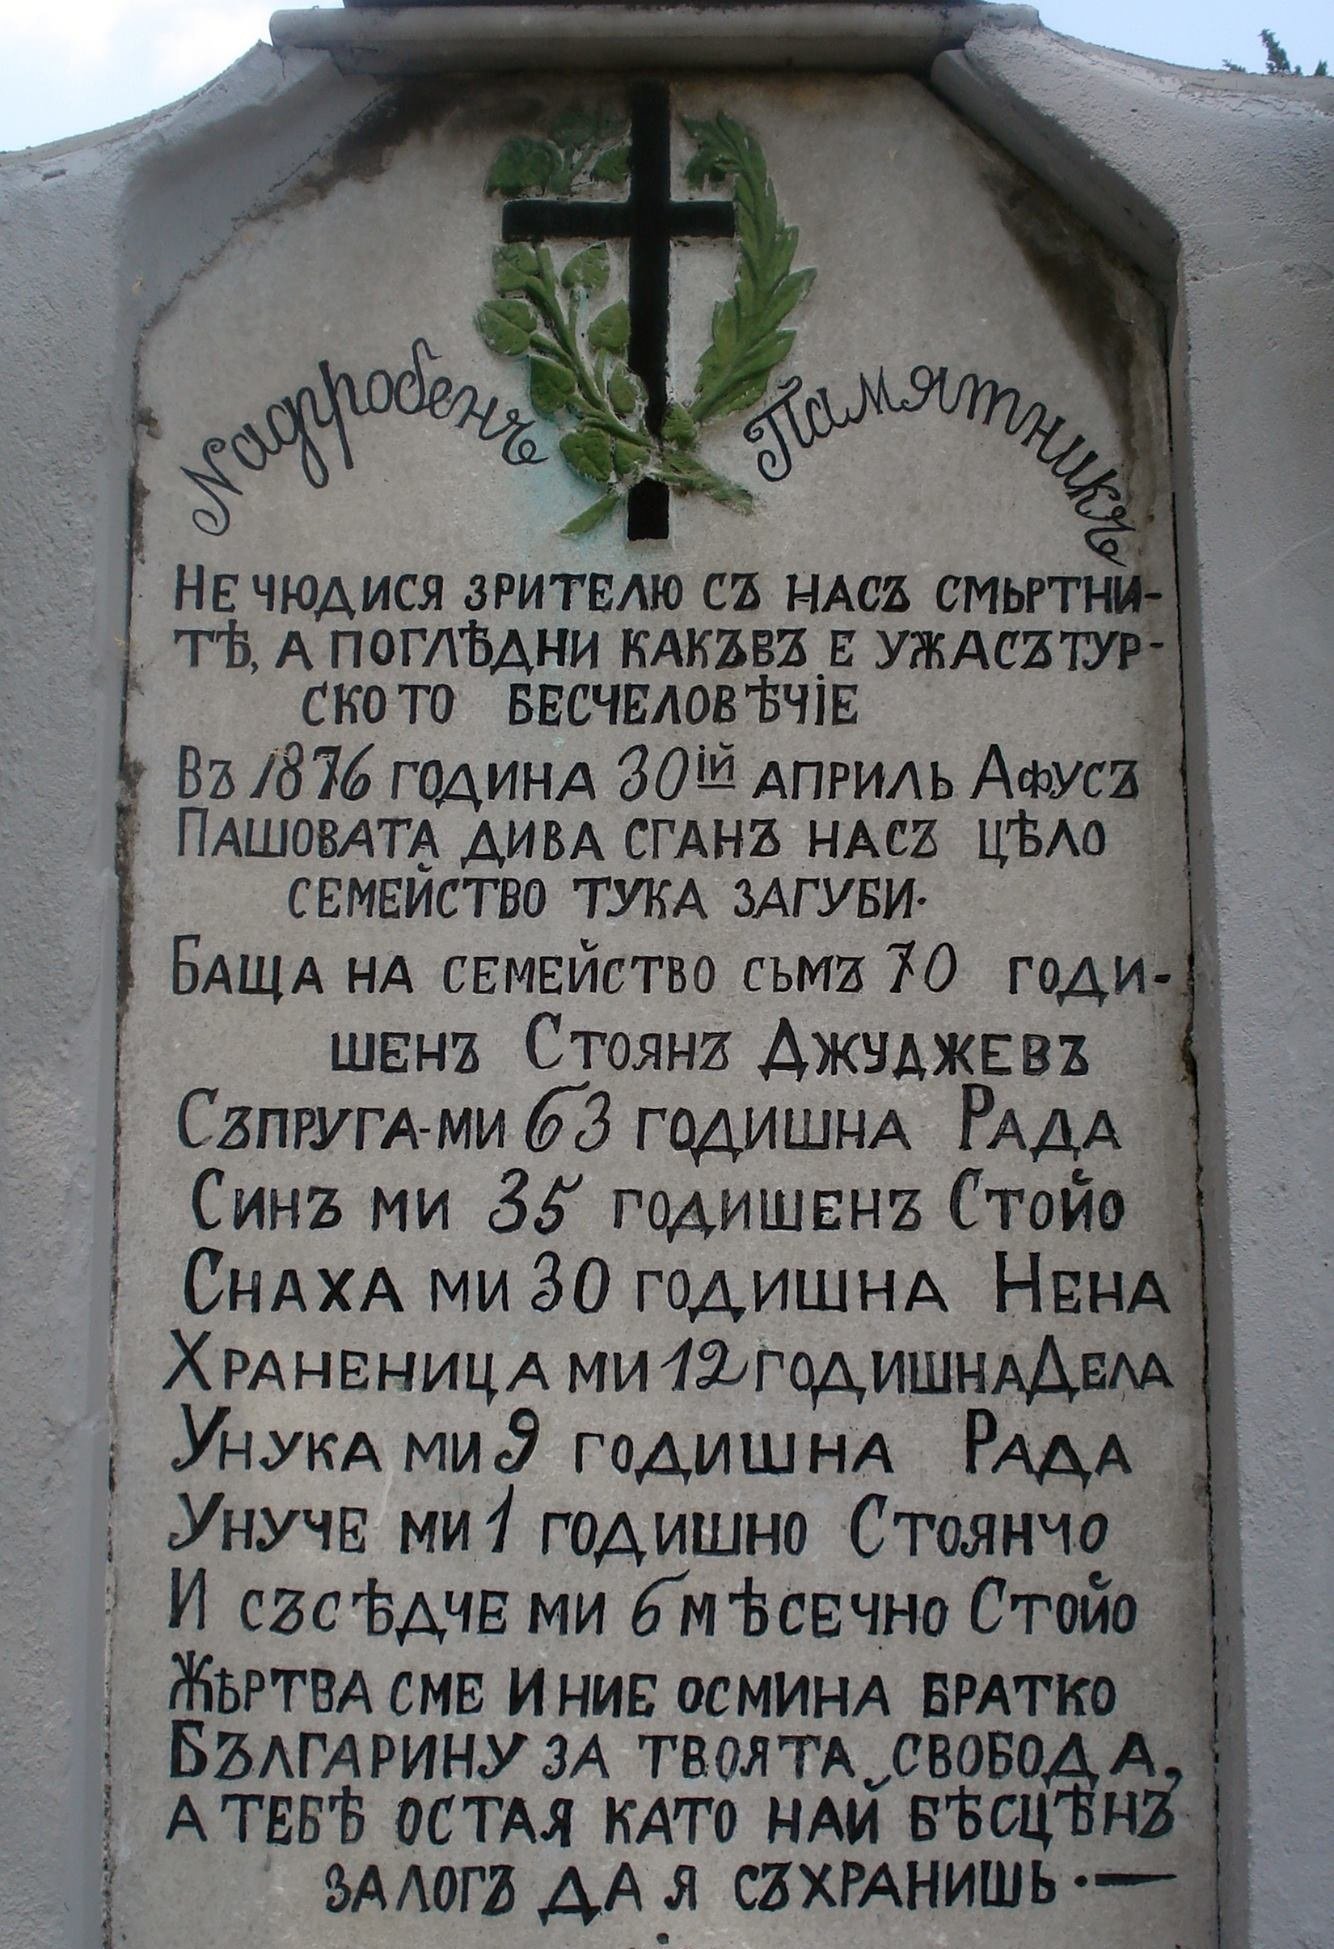 Надгробенъ Памятникъ
НЕ ЧЮДИСЯ ЗРИТЕЛЮ СЪ НАСЪ СМЬРТНИ-
ТѢ, А ПОГЛѢДНИ КАКЪВЪ Е УЖАСЪТУР-
СКОТО БЕСЧЕЛОВѢЧІЕ
ВЪ 1876 ГОДИНА 30ій АПРИЛЬ АФУСЪ
ПАШОВАТА ДИВА СГАНЪ НАСЪ ЦѢЛО
СЕМЕЙСТВО ТУКА ЗАГУБИ.
БАЩА НА СЕМЕЙСТВО СЬМЪ 70 ГОДИ-
ШЕНЪ СТОЯНЪ ДЖУДЖЕВЪ
СЪПРУГА-МИ 63 ГОДИШНА РАДА
СИНЪ МИ 35 ГОДИШЕНЪ СТОЙО
СНАХА МИ 30 ГОДИШНА НЕНА
ХРАНЕНИЦА МИ 12 ГОДИШНА ДЕЛА
УНУКА МИ 9 ГОДИШНА РАДА
УНУЧЕ МИ 1 ГОДИШНО СТОЯНЧО
И СЪСѢДЧЕ МИ 6 МѢСЕЧНО СТОЙО
ЖЬРТВА СМЕ И НИЕ ОСМИНА БРАТКО
БЪЛГАРИНУ ЗА ТВОЯТА СВОБОДА,
А ТЕБѢ ОСТАЯ КАТО НАЙ БѢСЦѢНЪ
ЗАЛОГЪ ДА Я СЪХРАНИШЬ.—